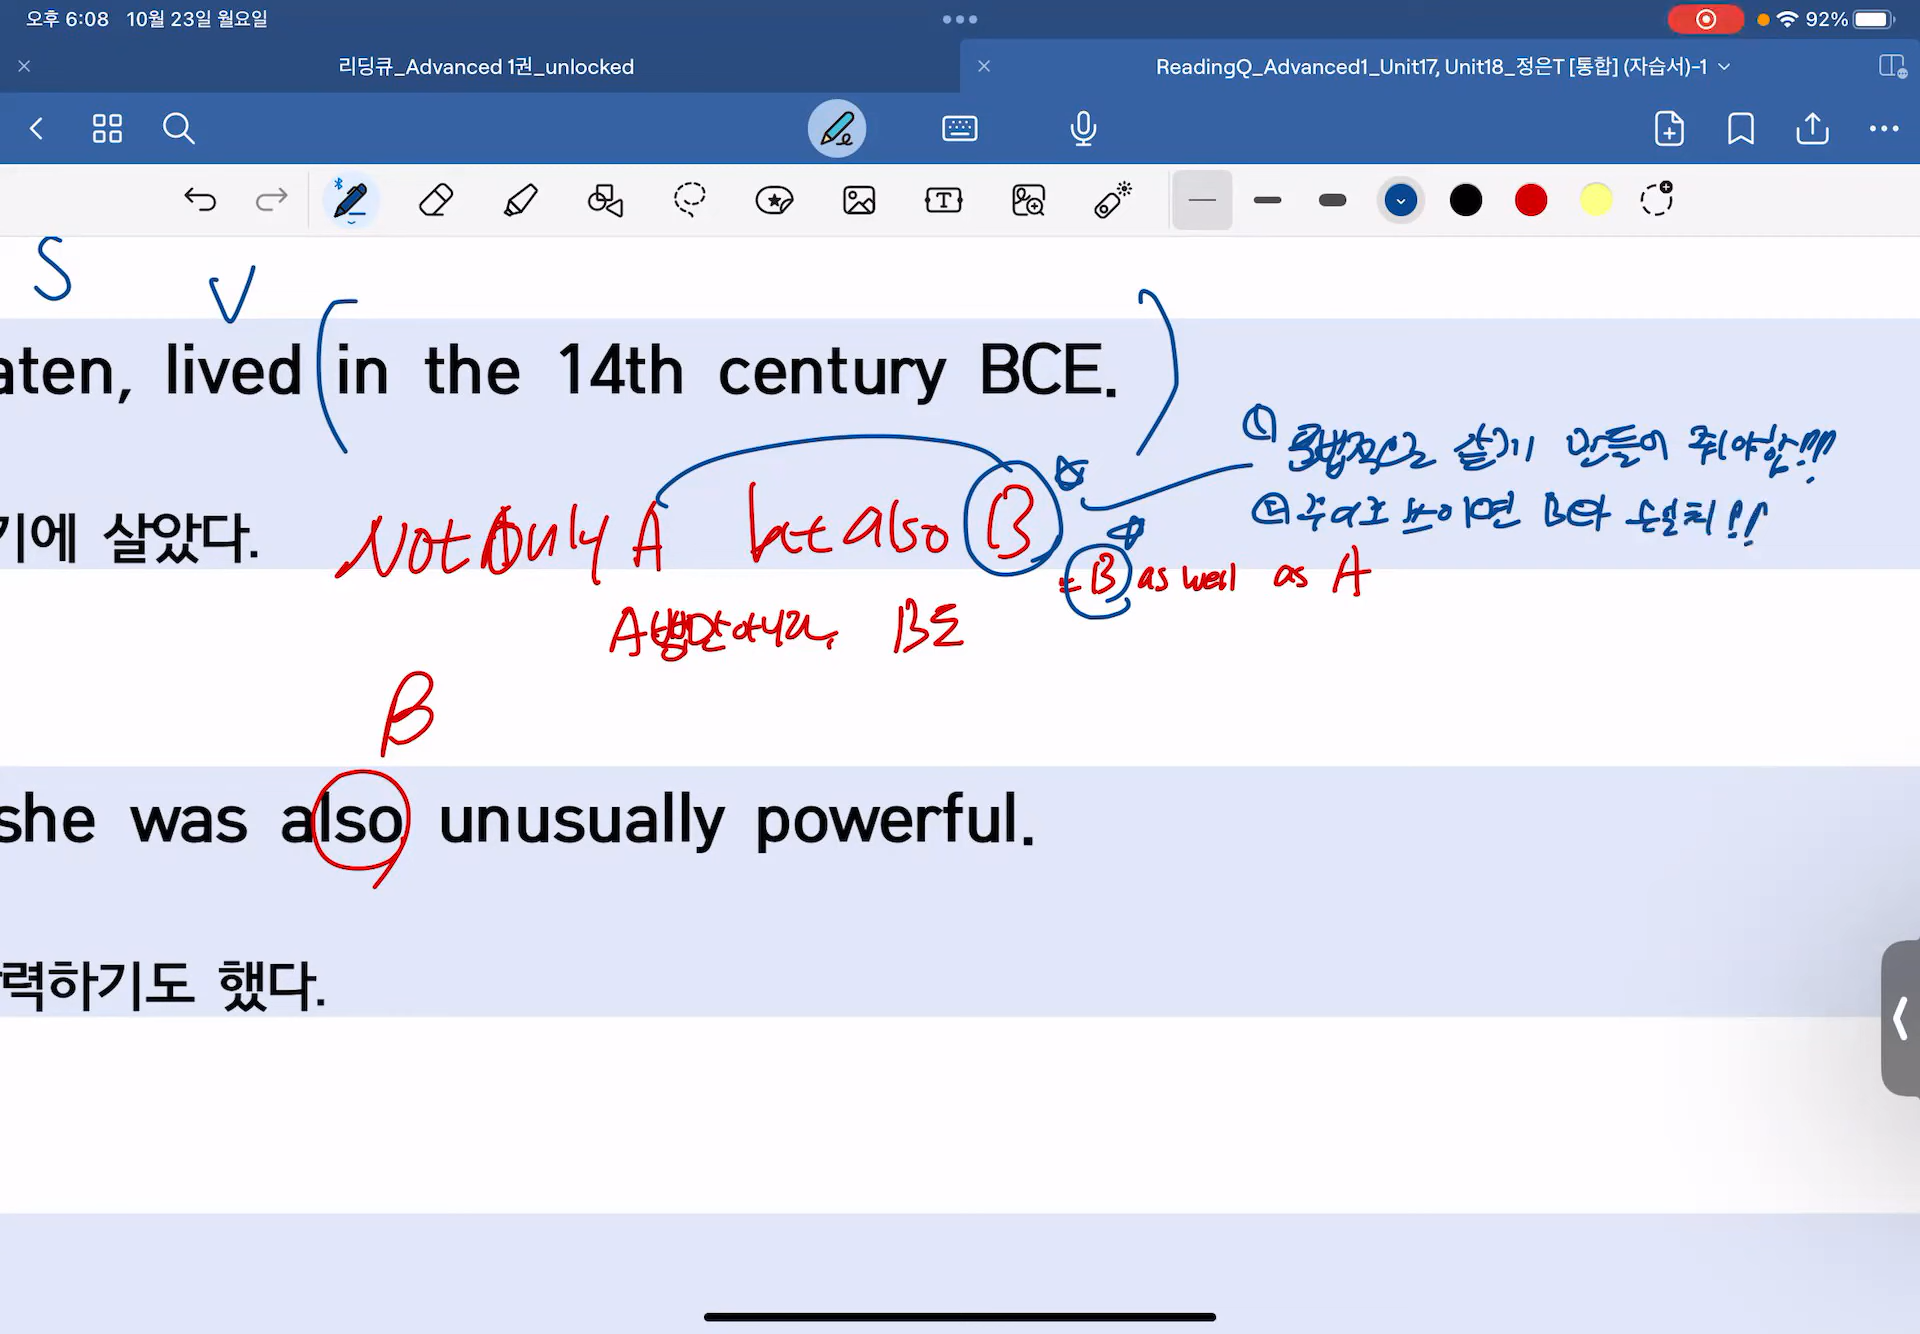 오후 6:08 10월 23일 월요일
92%
리딩큐_Advanced 1권_unlocked
ReadingQ_Advanced1_Unit17, Unit18_정은T [통합] (자습서)-1
S
V
aten, lived in the 14th century BCE.
① 문법적으로 같게 만들어 줘야함!!!
② 주어로 쓰이면 B와 수일치!!
기에 살았다.
Not Only A but also B
= B as well as A
A뿐만아니라, B도
B
she was also unusually powerful.
력하기도 했다.